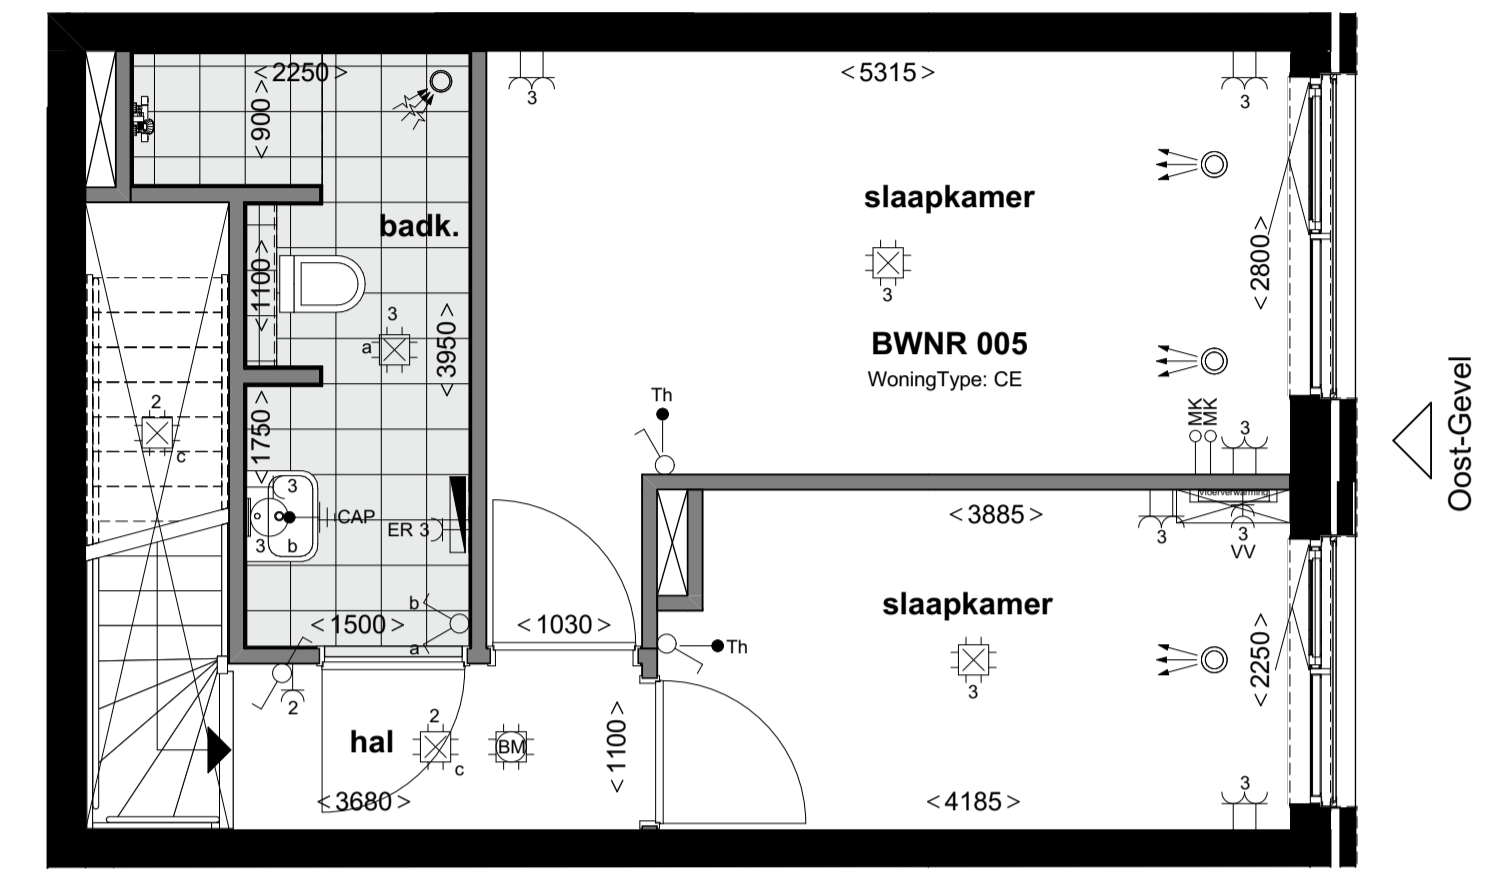 <2250>
<900>
3
<5315>
3
badk.
slaapkamer
3
<1100>
3
a
<3950>
BWNR 005
WoningType: CE
<2800>
Oost-Gevel
2
c
<1750>
Th
MK
MK
3
3
CAP
3
b
ER 3
<3885>
Vloerverwarming
3
3
VV
b
<1500>
a
<1030>
slaapkamer
Th
3
<2250>
2
hal
2
c
BM
<1100>
<3680>
<4185>
3